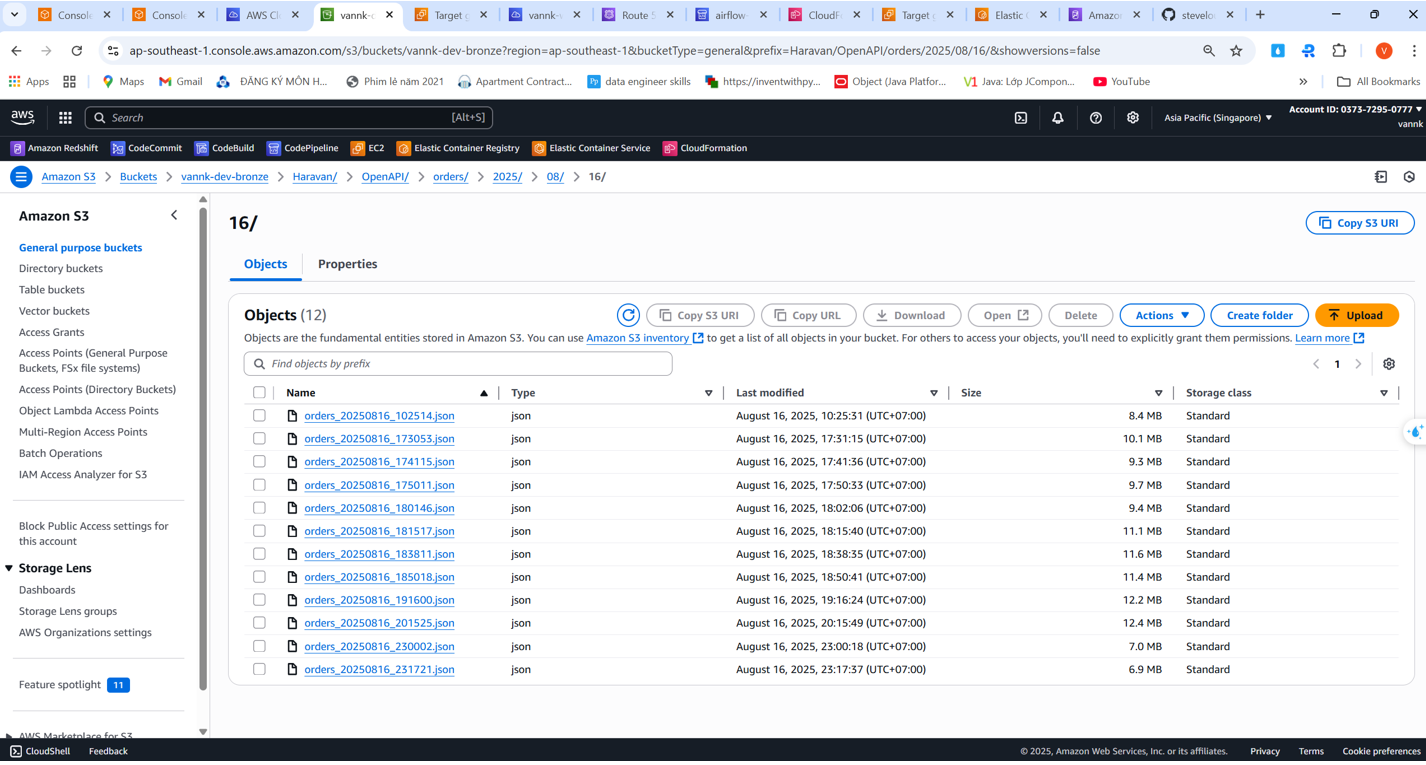 Console
Console
AWS Cl
vannk-d
Target g
vannk-v
Route 5
airflow-
CloudFo
Target g
Elastic C
Amazon
stevelo
ap-southeast-1.console.aws.amazon.com/s3/buckets/vannk-dev-bronze?region=ap-southeast-1&bucketType=general&prefix=Haravan/OpenAPI/orders/2025/08/16/&showversions=false
V
Apps
Maps
Gmail
ĐĂNG KÝ MÔN H...
Phim lẻ năm 2021
Apartment Contract...
data engineer skills
https://inventwithpy...
Object (Java Platfor...
V1 Java: Lớp JCompon...
YouTube
»
All Bookmarks
aws
Search
[Alt+S]
Asia Pacific (Singapore)
Account ID: 0373-7295-0777
vannk
Amazon Redshift
CodeCommit
CodeBuild
CodePipeline
EC2
Elastic Container Registry
Elastic Container Service
CloudFormation
Amazon S3 > Buckets > vannk-dev-bronze > Haravan/ > OpenAPI/ > orders/ > 2025/ > 08/ > 16/
Amazon S3
General purpose buckets
Directory buckets
Table buckets
Vector buckets
Access Grants
Access Points (General Purpose
Buckets, FSx file systems)
Access Points (Directory Buckets)
Object Lambda Access Points
Multi-Region Access Points
Batch Operations
IAM Access Analyzer for S3
Block Public Access settings for
this account
Storage Lens
Dashboards
Storage Lens groups
AWS Organizations settings
Feature spotlight 11
AWS Marketplace for S3
16/
Copy S3 URI
Objects
Properties
Objects (12)
Copy S3 URI
Copy URL
Download
Open
Delete
Actions
Create folder
Upload
Objects are the fundamental entities stored in Amazon S3. You can use Amazon S3 inventory to get a list of all objects in your bucket. For others to access your objects, you'll need to explicitly grant them permissions. Learn more
Find objects by prefix
1
Name Type Last modified Size Storage class
orders_20250816_102514.json json August 16, 2025, 10:25:31 (UTC+07:00) 8.4 MB Standard
orders_20250816_173053.json json August 16, 2025, 17:31:15 (UTC+07:00) 10.1 MB Standard
orders_20250816_174115.json json August 16, 2025, 17:41:36 (UTC+07:00) 9.3 MB Standard
orders_20250816_175011.json json August 16, 2025, 17:50:33 (UTC+07:00) 9.7 MB Standard
orders_20250816_180146.json json August 16, 2025, 18:02:06 (UTC+07:00) 9.4 MB Standard
orders_20250816_181517.json json August 16, 2025, 18:15:40 (UTC+07:00) 11.1 MB Standard
orders_20250816_183811.json json August 16, 2025, 18:38:35 (UTC+07:00) 11.6 MB Standard
orders_20250816_185018.json json August 16, 2025, 18:50:41 (UTC+07:00) 11.4 MB Standard
orders_20250816_191600.json json August 16, 2025, 19:16:24 (UTC+07:00) 12.2 MB Standard
orders_20250816_201525.json json August 16, 2025, 20:15:49 (UTC+07:00) 12.4 MB Standard
orders_20250816_230002.json json August 16, 2025, 23:00:18 (UTC+07:00) 7.0 MB Standard
orders_20250816_231721.json json August 16, 2025, 23:17:37 (UTC+07:00) 6.9 MB Standard
CloudShell
Feedback
© 2025, Amazon Web Services, Inc. or its affiliates.
Privacy
Terms
Cookie preferences